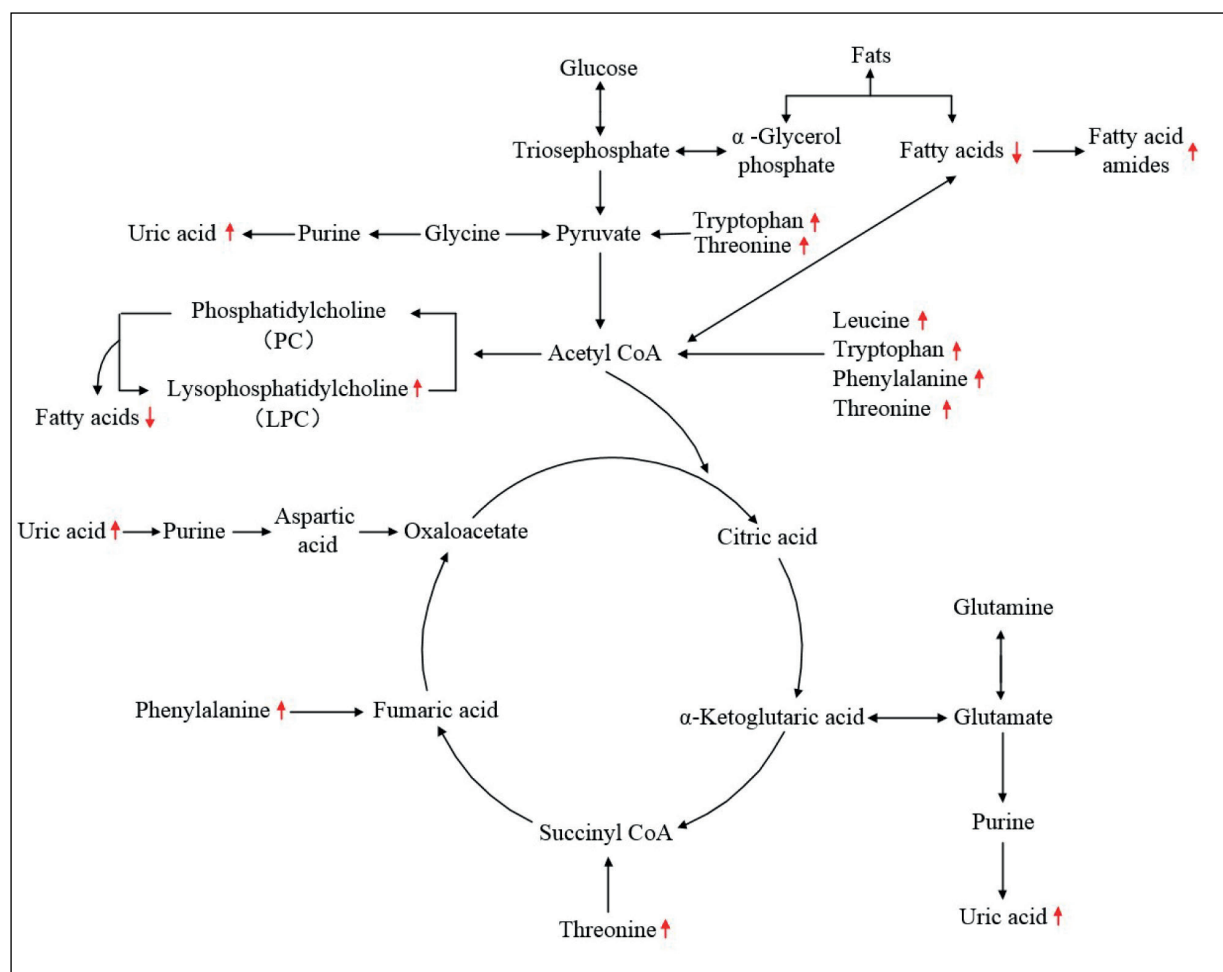 Fats
Glucose
Triosephosphate
α -Glycerol
phosphate
Fatty acids
Fatty acid
amides
Uric acid
Purine
Glycine
Pyruvate
Tryptophan
Threonine
Phosphatidylcholine
（PC）
Lysophosphatidylcholine
（LPC）
Fatty acids
Acetyl CoA
Leucine
Tryptophan
Phenylalanine
Threonine
Uric acid
Purine
Aspartic
acid
Oxaloacetate
Citric acid
Glutamine
Phenylalanine
Fumaric acid
α-Ketoglutaric acid
Glutamate
Succinyl CoA
Purine
Threonine
Uric acid